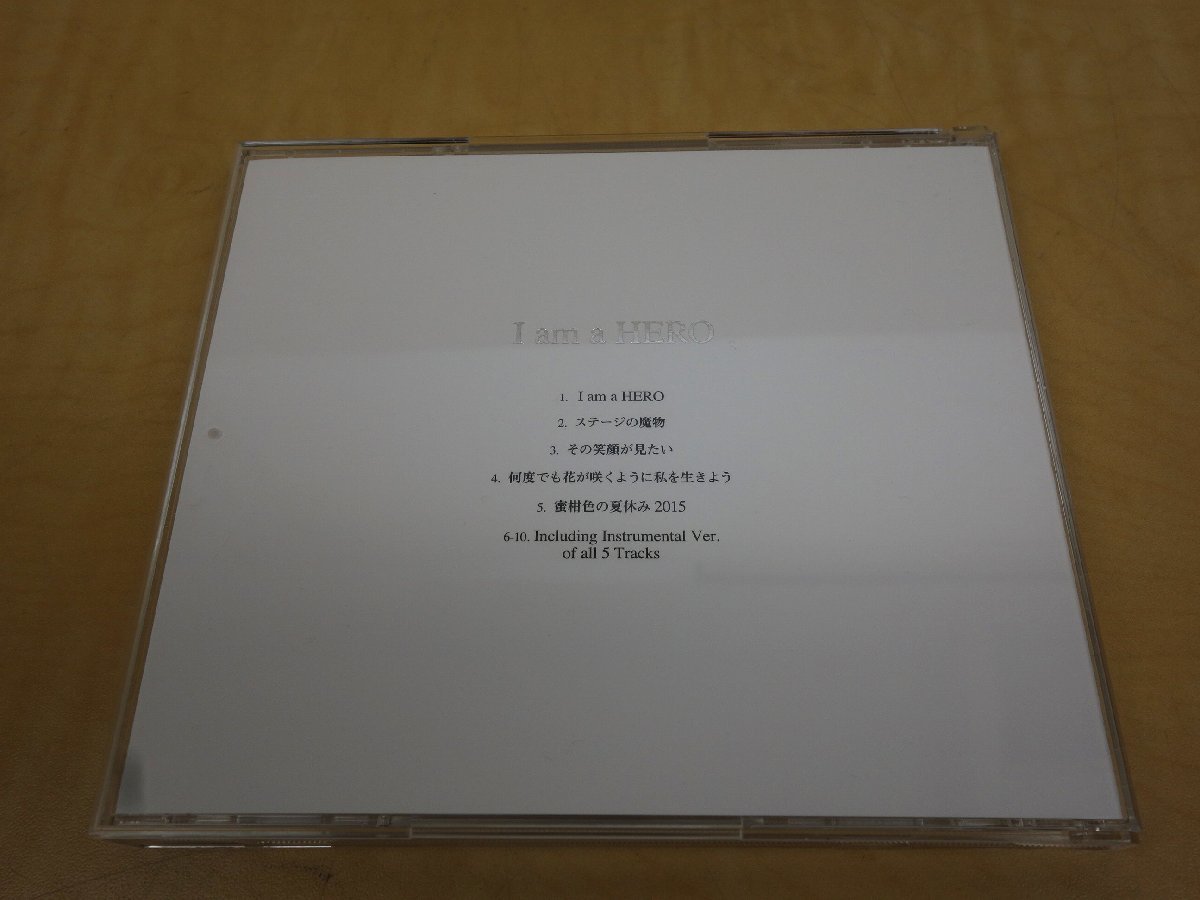 I am a HERO
1. I am a HERO
2. ステージの魔物
3. その笑顔が見たい
4. 何度でも花が咲くように私を生きよう
5. 蜜柑色の夏休み 2015
6-10. Including Instrumental Ver.
of all 5 Tracks